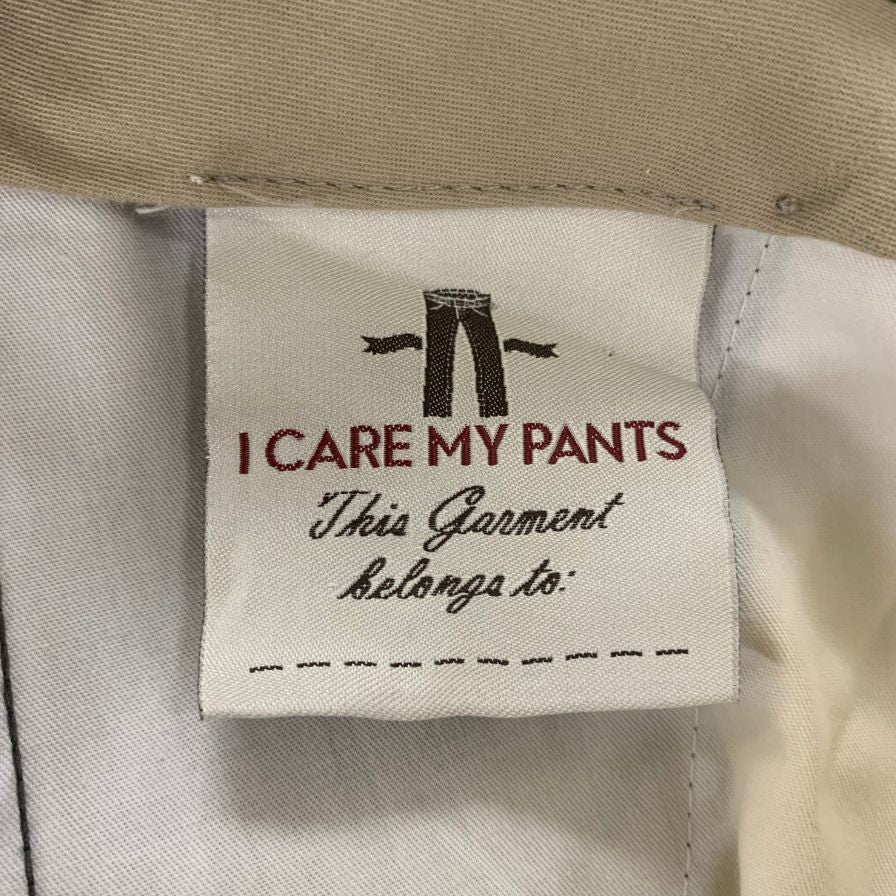 I CARE MY PANTS
This Garment
belongs to: